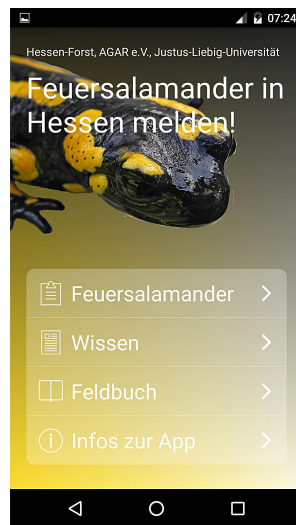 07:24
Hessen-Forst, AGAR e.V., Justus-Liebig-Universität
Feuersalamander in
Hessen melden!
Feuersalamander
Wissen
Feldbuch
Infos zur App